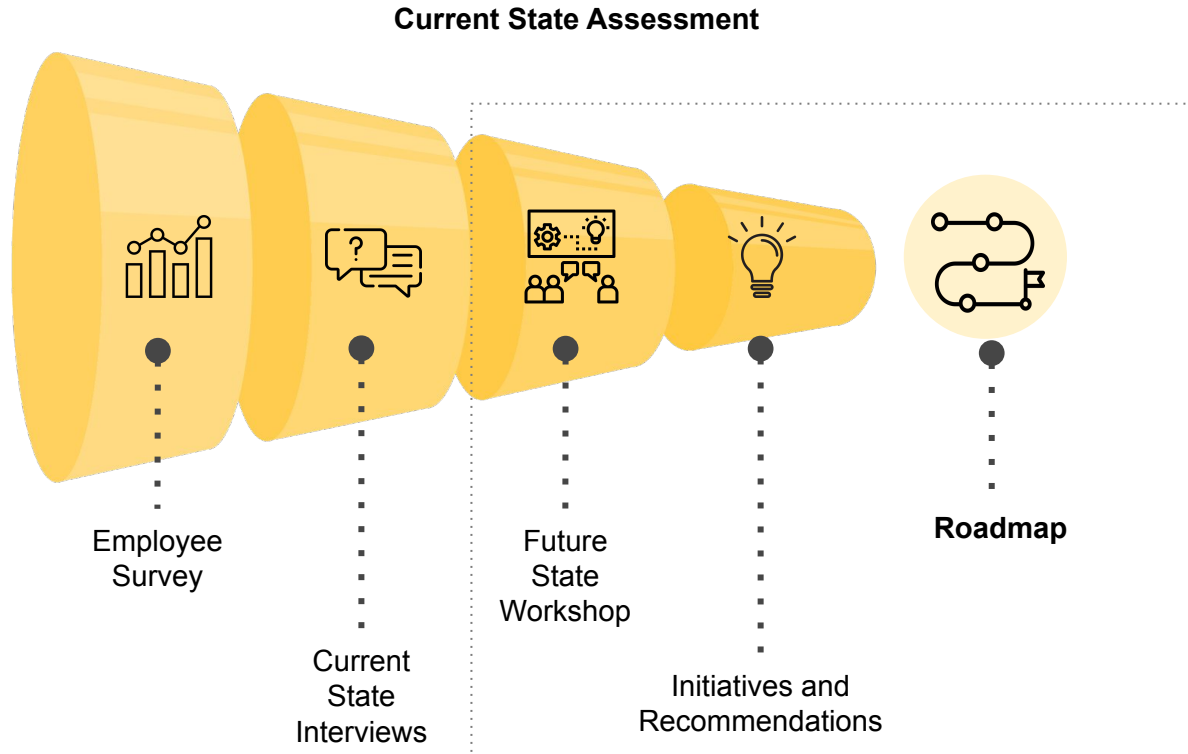 Current State Assessment
?
Employee
Survey
Current
State
Interviews
Future
State
Workshop
Initiatives and
Recommendations
Roadmap